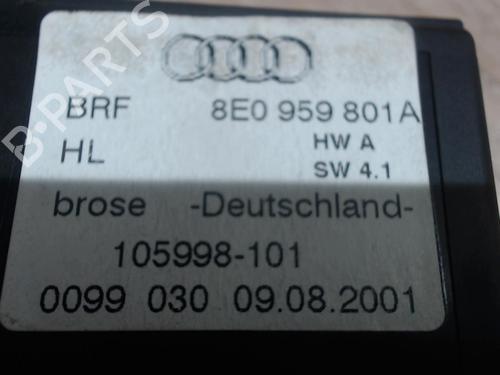 BRF 8E0 959 801A
HL HW A
SW 4.1
brose -Deutschland-
105998-101
0099 030 09.08.2001
B-PARTS